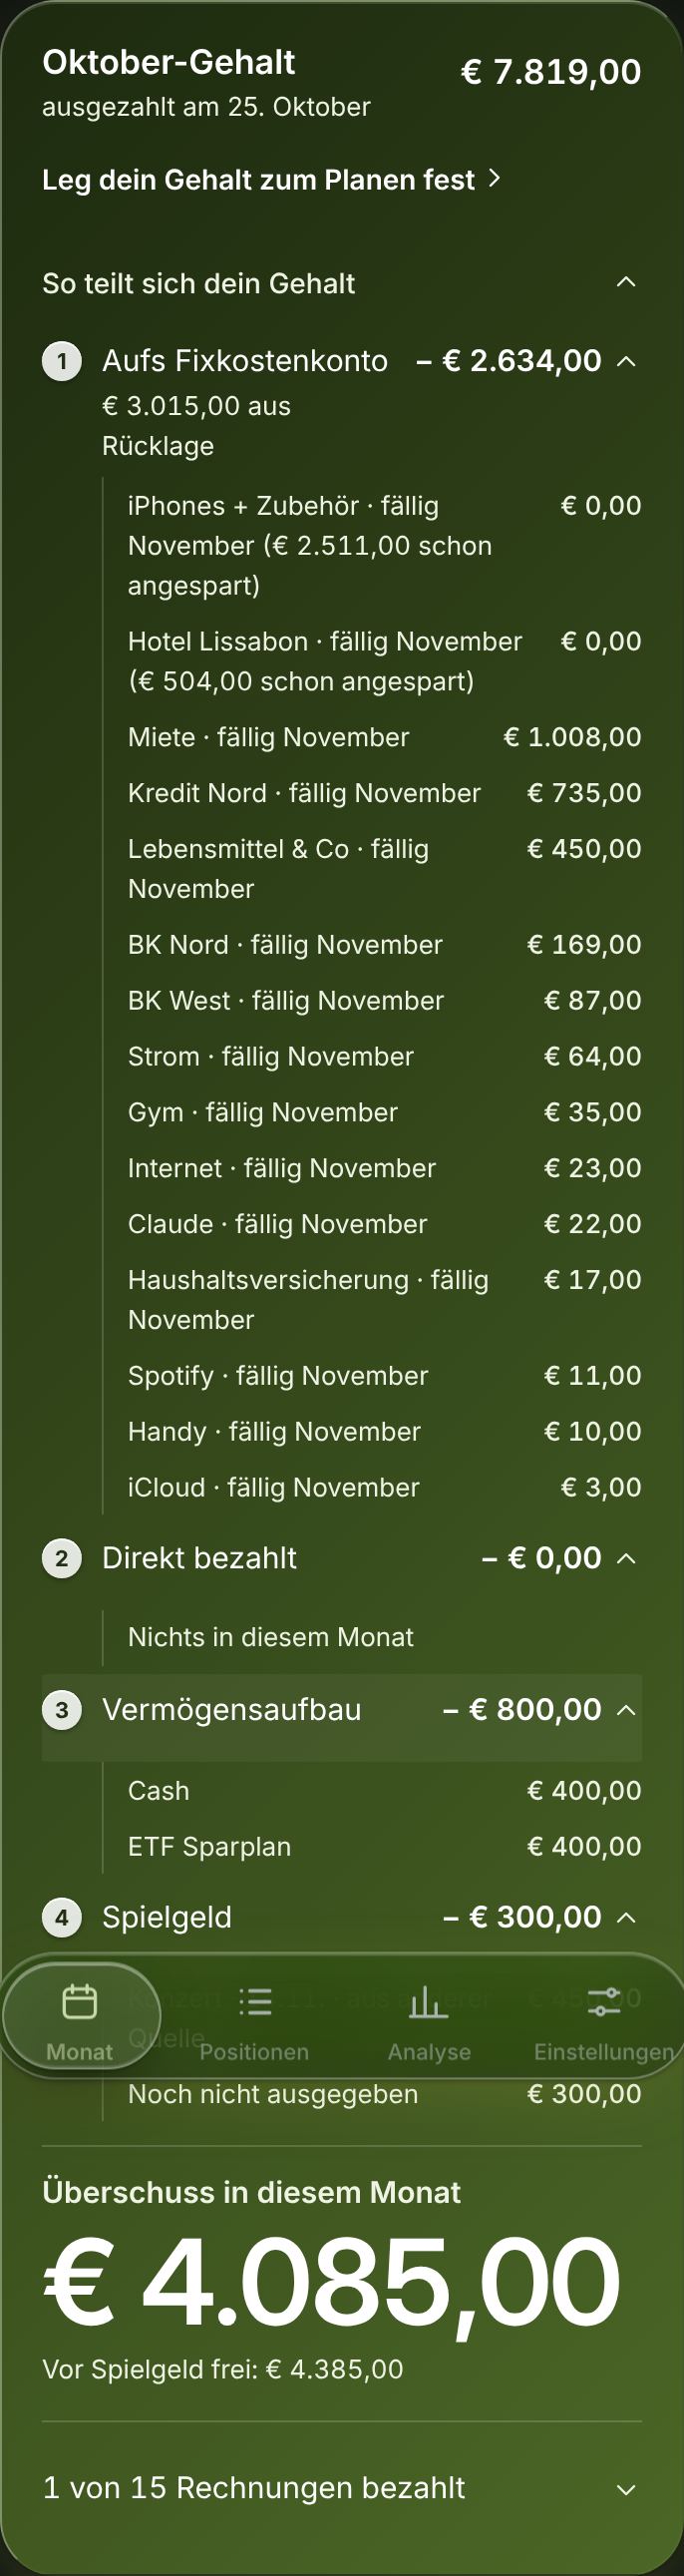 Oktober-Gehalt
€ 7.819,00
ausgezahlt am 25. Oktober
Leg dein Gehalt zum Planen fest
So teilt sich dein Gehalt
1 Aufs Fixkostenkonto – € 2.634,00
€ 3.015,00 aus
Rücklage
iPhones + Zubehör · fällig € 0,00
November (€ 2.511,00 schon
angespart)
Hotel Lissabon · fällig November € 0,00
(€ 504,00 schon angespart)
Miete · fällig November € 1.008,00
Kredit Nord · fällig November € 735,00
Lebensmittel & Co · fällig € 450,00
November
BK Nord · fällig November € 169,00
BK West · fällig November € 87,00
Strom · fällig November € 64,00
Gym · fällig November € 35,00
Internet · fällig November € 23,00
Claude · fällig November € 22,00
Haushaltsversicherung · fällig € 17,00
November
Spotify · fällig November € 11,00
Handy · fällig November € 10,00
iCloud · fällig November € 3,00
2 Direkt bezahlt – € 0,00
Nichts in diesem Monat
3 Vermögensaufbau – € 800,00
Cash € 400,00
ETF Sparplan € 400,00
4 Spielgeld – € 300,00
Konzert aus anderer
Quelle
Monat Positionen Analyse Einstellungen
Noch nicht ausgegeben € 300,00
Überschuss in diesem Monat
€ 4.085,00
Vor Spielgeld frei: € 4.385,00
1 von 15 Rechnungen bezahlt